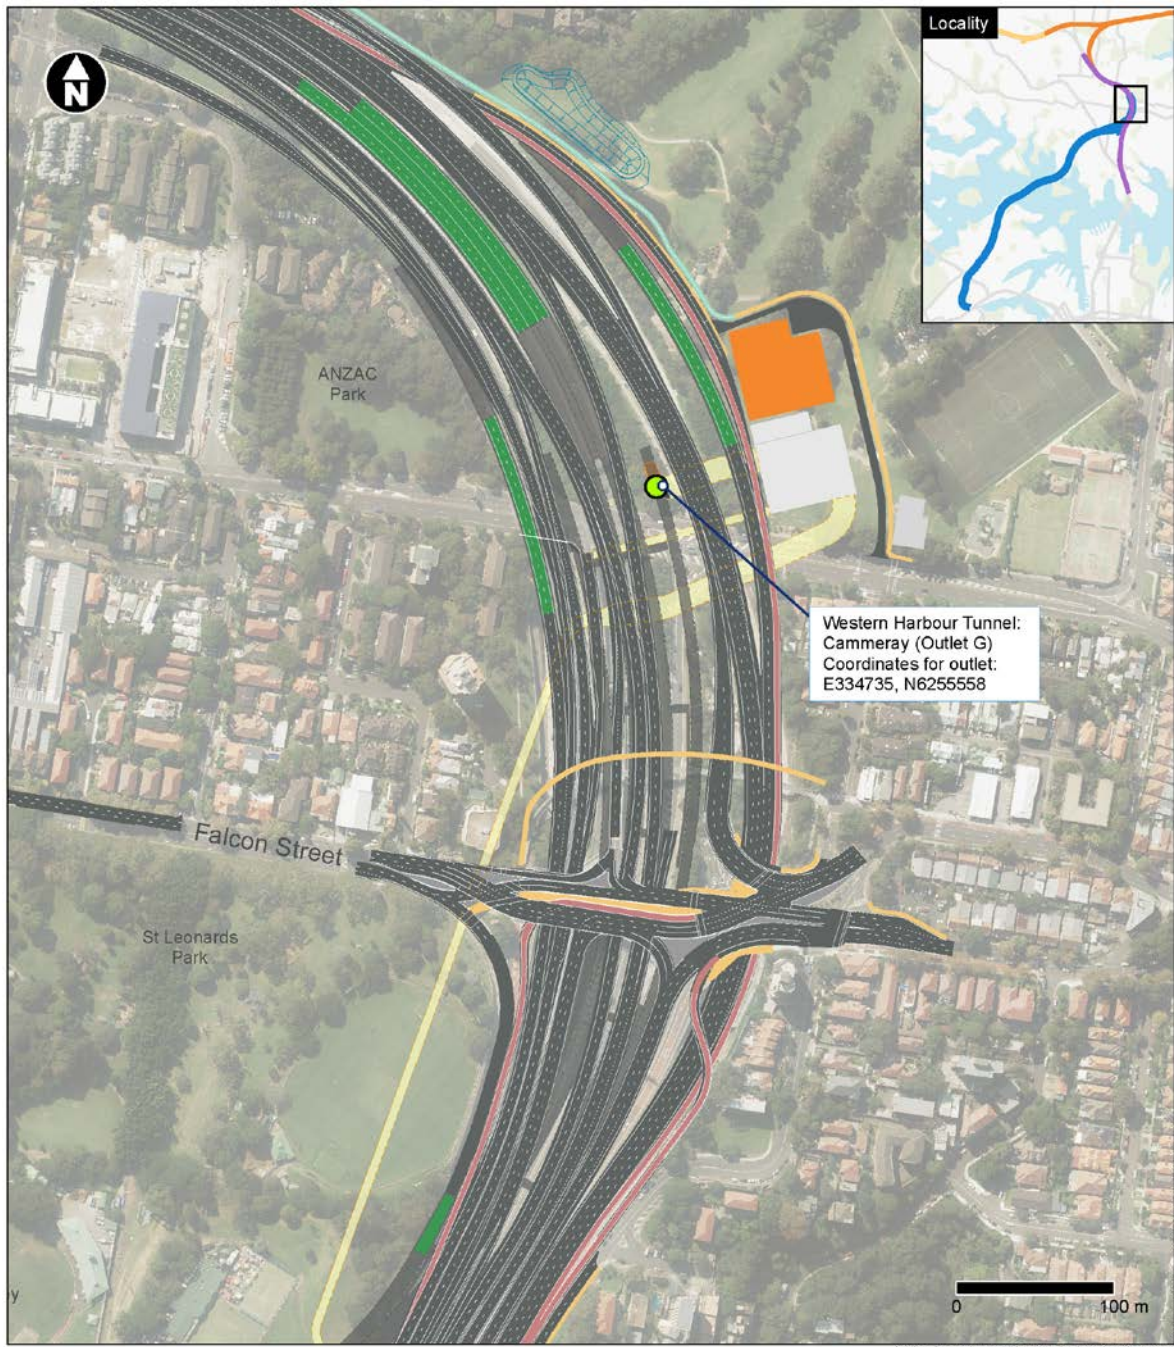 Locality
N
ANZAC
Park
Western Harbour Tunnel:
Cammeray (Outlet G)
Coordinates for outlet:
E334735, N6255558
Falcon Street
St Leonards
Park
y
0 100 m